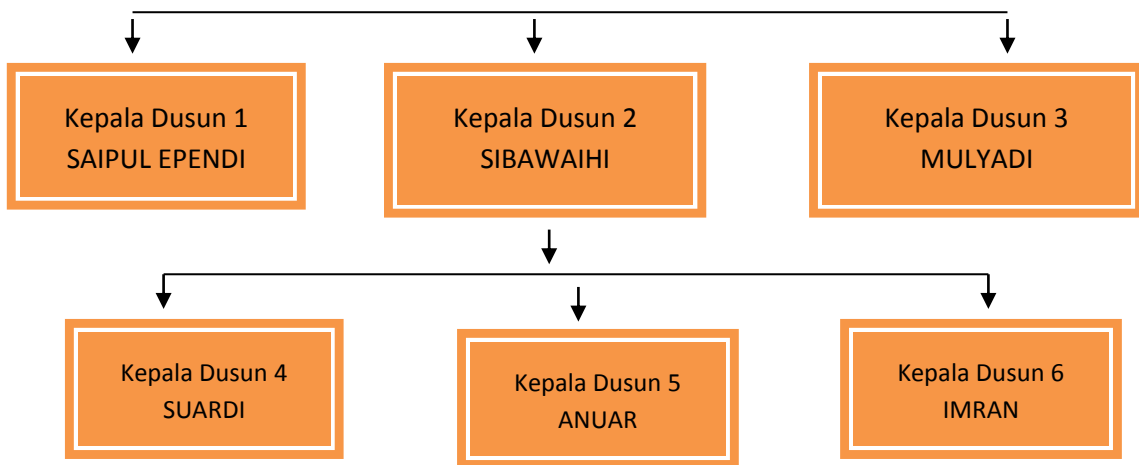 Kepala Dusun 1
SAIPUL EPENDI
Kepala Dusun 2
SIBAWAIHI
Kepala Dusun 3
MULYADI
Kepala Dusun 4
SUARDI
Kepala Dusun 5
ANUAR
Kepala Dusun 6
IMRAN